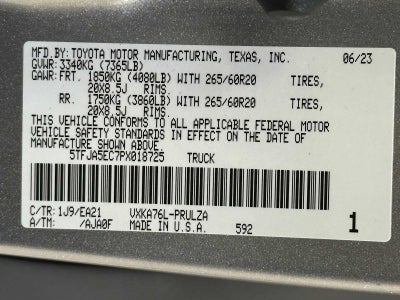 MFD. BY:TOYOTA MOTOR MANUFACTURING, TEXAS, INC. 06/23
GVWR:3340KG (7365LB)
GAWR:FRT. 1850KG (4080LB) WITH 265/60R20 TIRES,
20X8.5J RIMS.
RR. 1750KG (3860LB) WITH 265/60R20 TIRES,
20X8.5J RIMS.
THIS VEHICLE CONFORMS TO ALL APPLICABLE FEDERAL MOTOR
VEHICLE SAFETY STANDARDS IN EFFECT ON THE DATE OF
MANUFACTURE SHOWN ABOVE.
5TFJA5EC7PX018725 TRUCK
C/TR: 1J9/EA21 VXKA76L-PRULZA
A/TM: /AJA0F MADE IN U.S.A 592 1